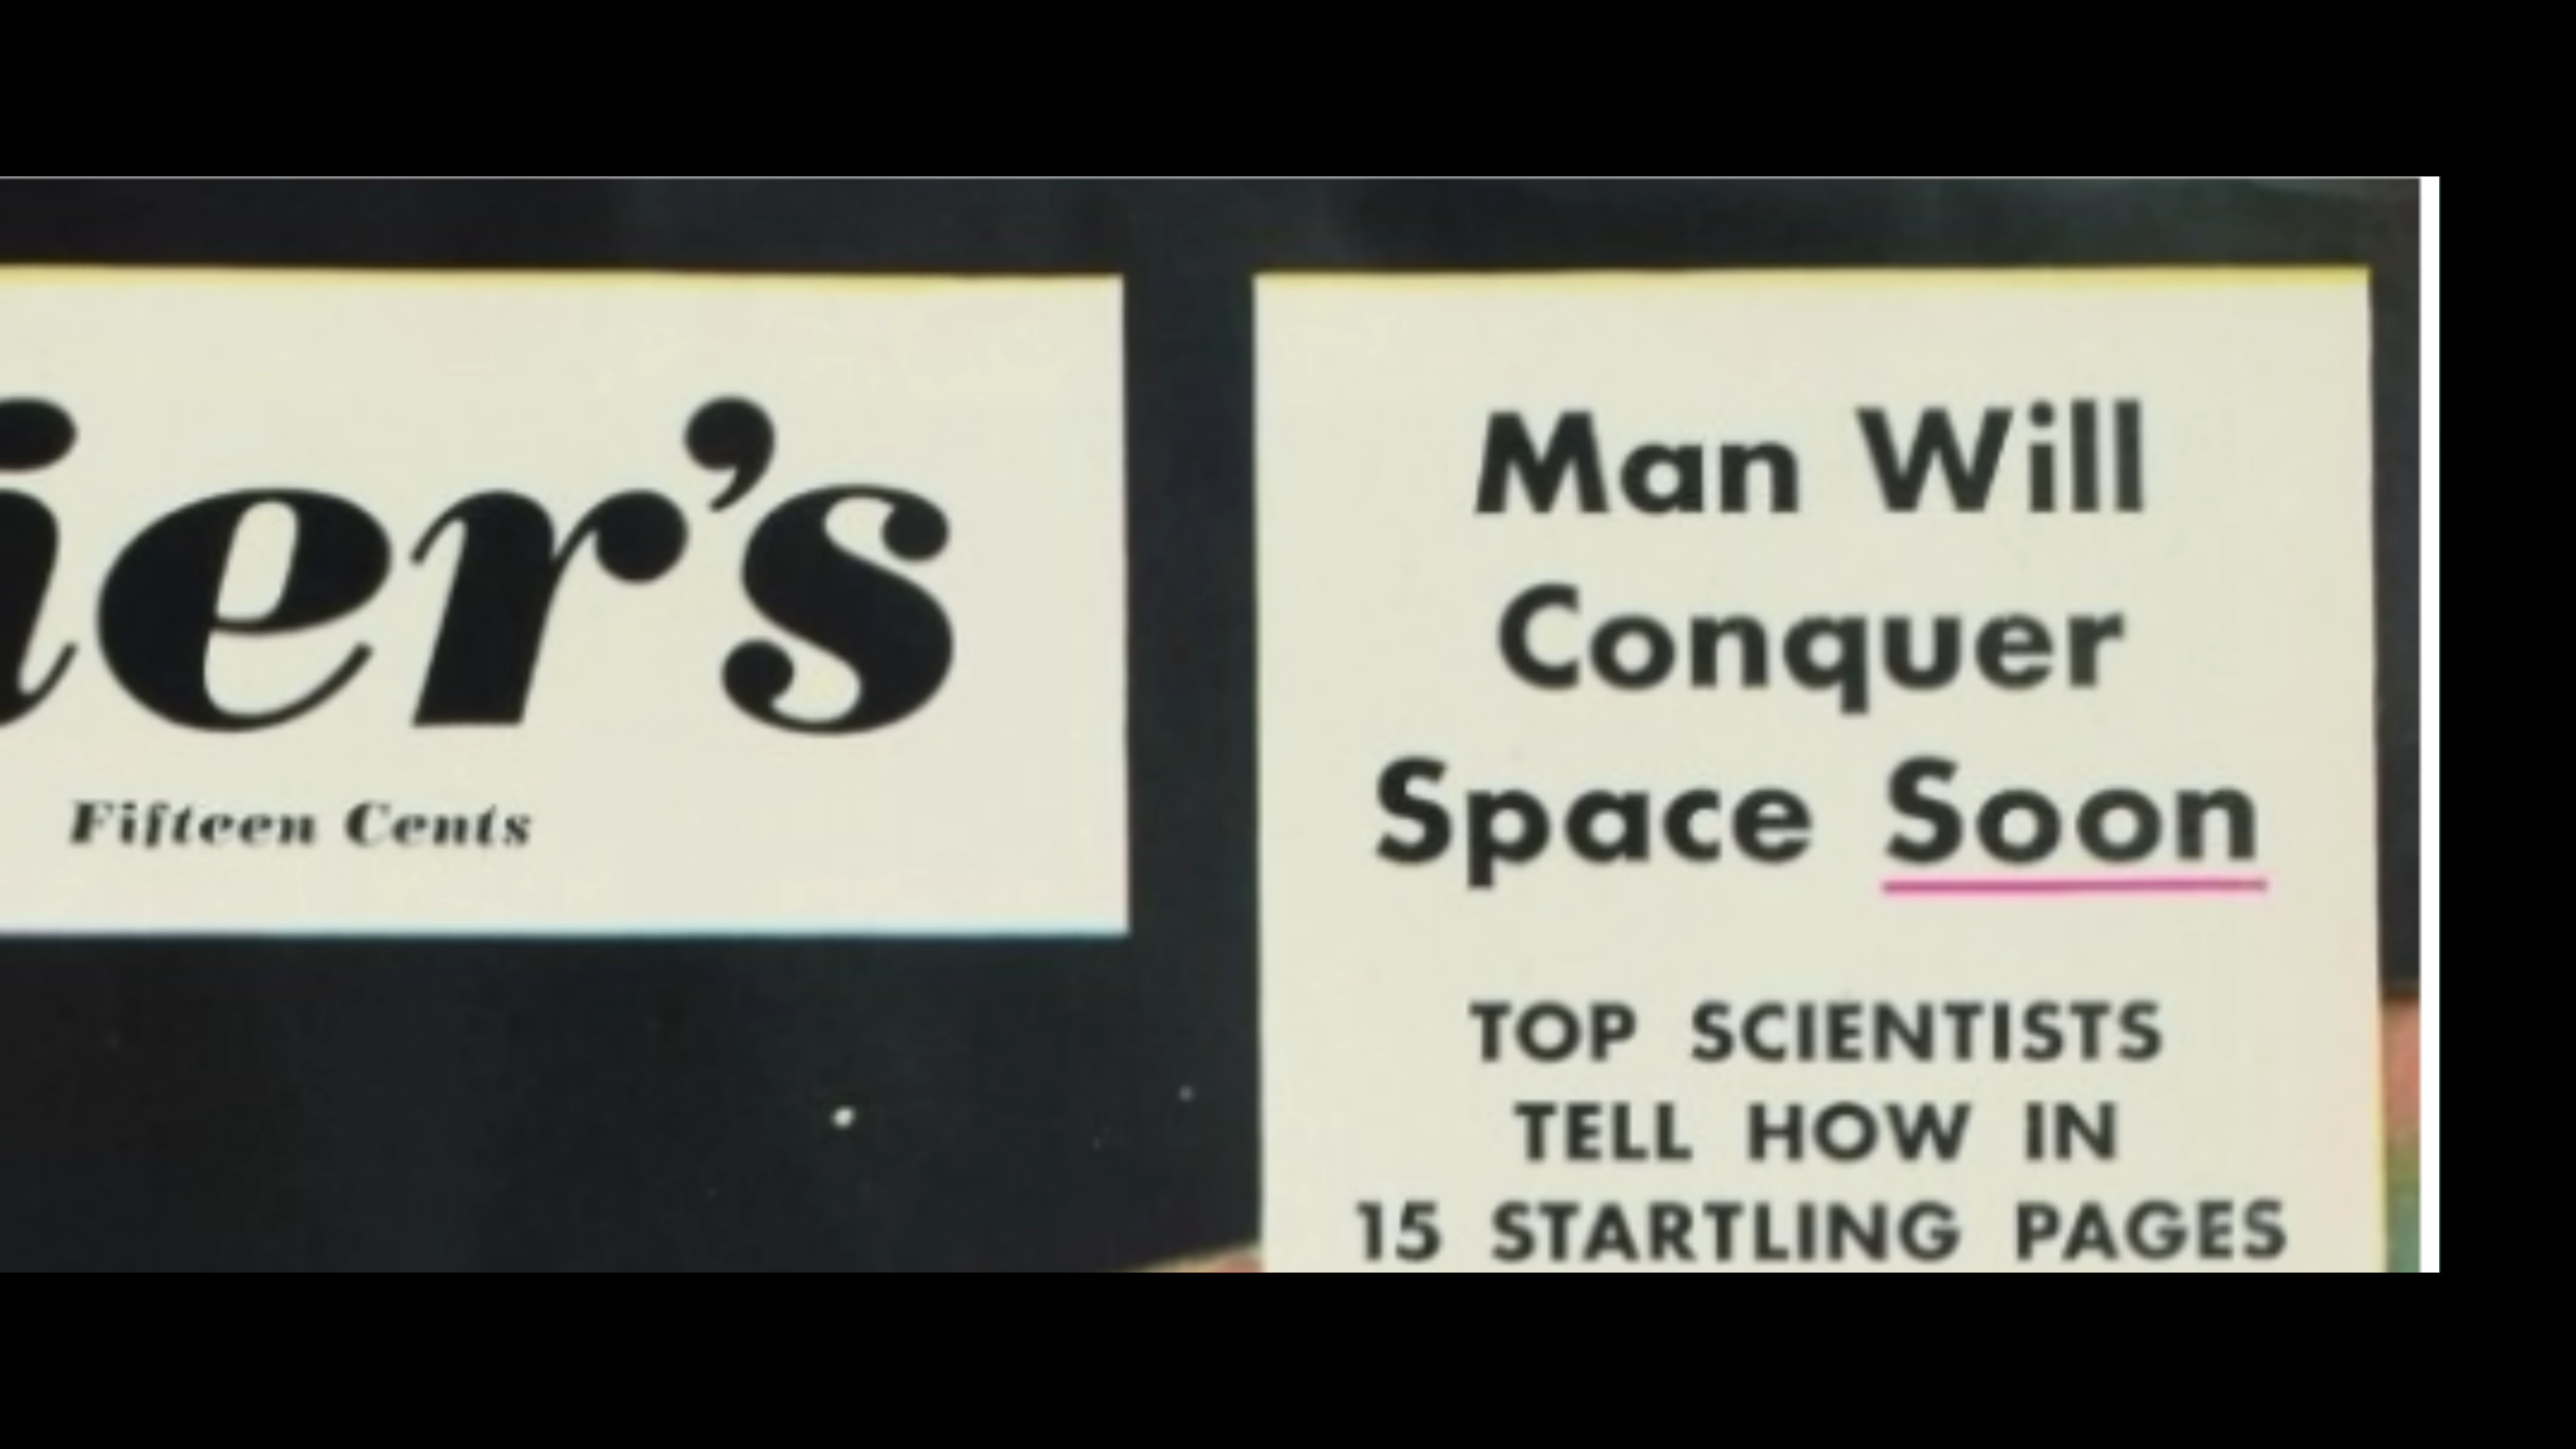 ier's
Fifteen Cents
Man Will
Conquer
Space Soon
TOP SCIENTISTS
TELL HOW IN
15 STARTLING PAGES